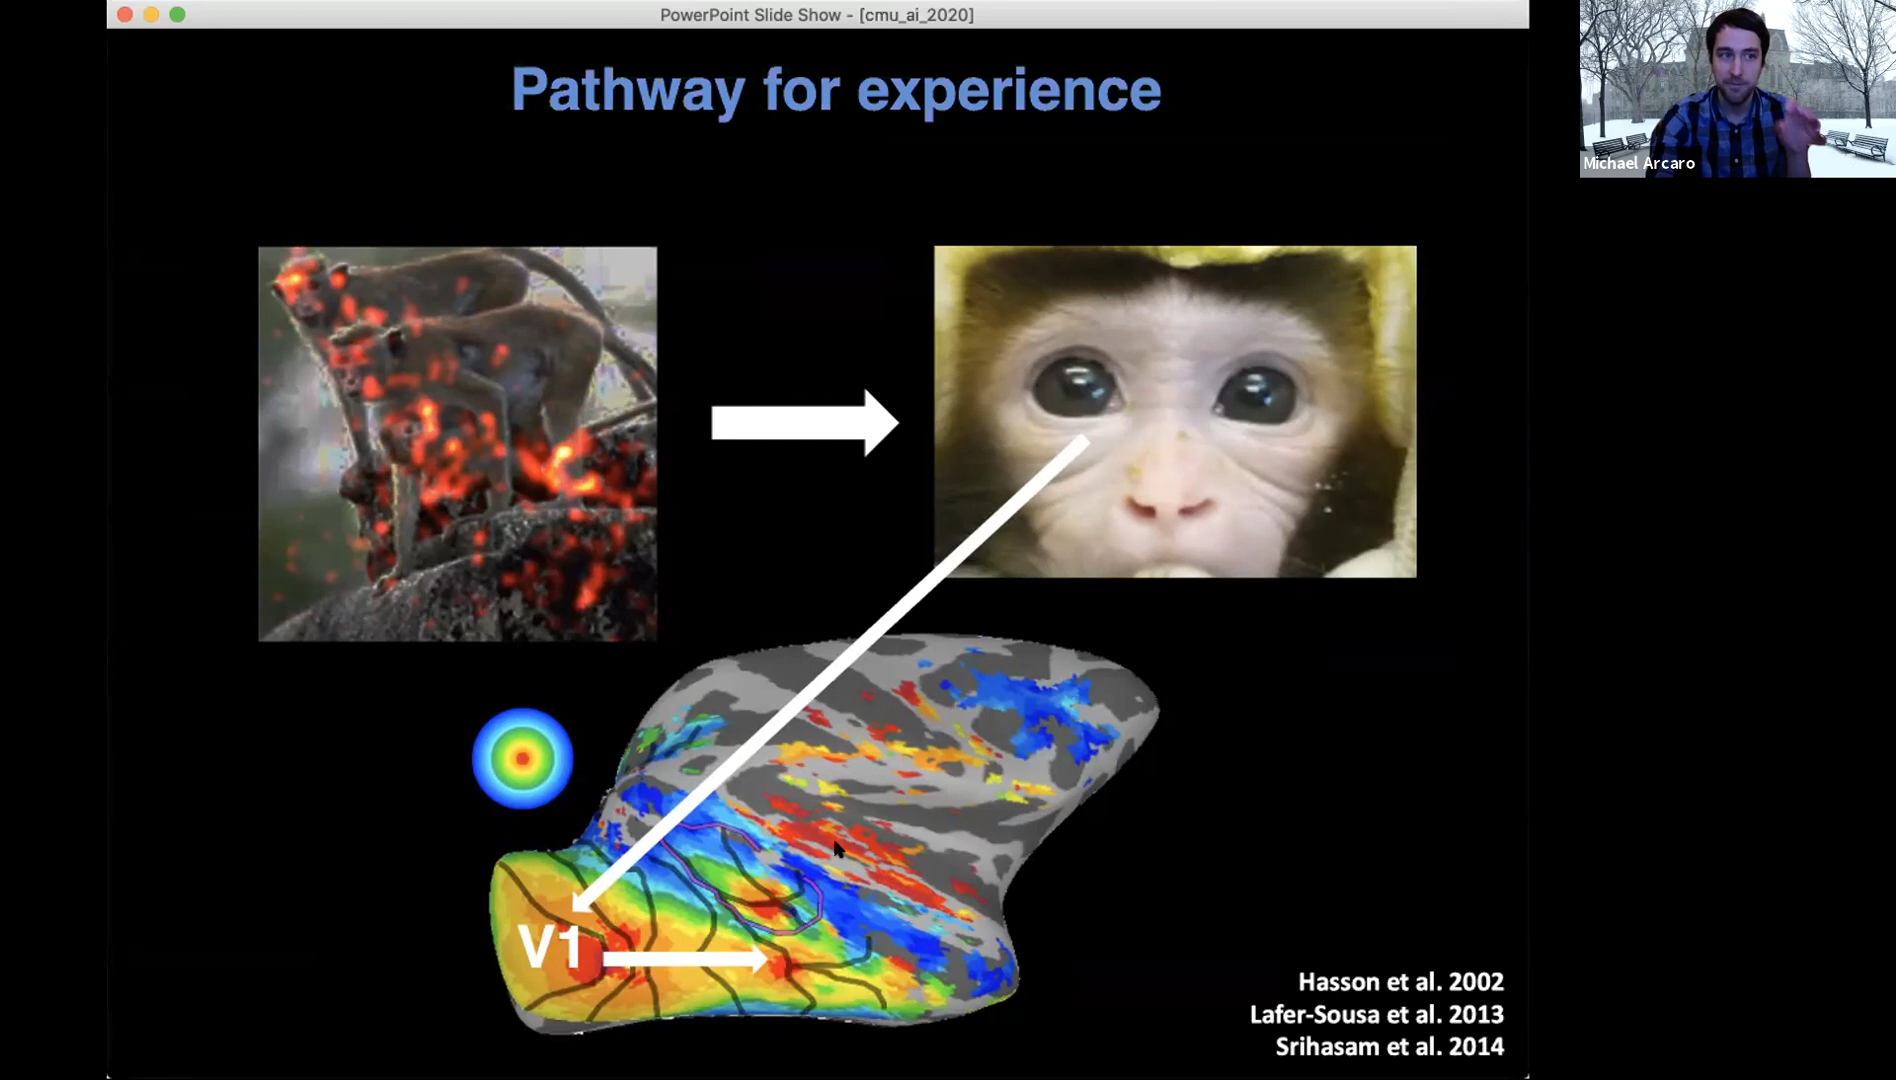 PowerPoint Slide Show - [cmu_ai_2020]
Pathway for experience
Michael Arcaro
V1
Hasson et al. 2002
Lafer-Sousa et al. 2013
Srihasam et al. 2014